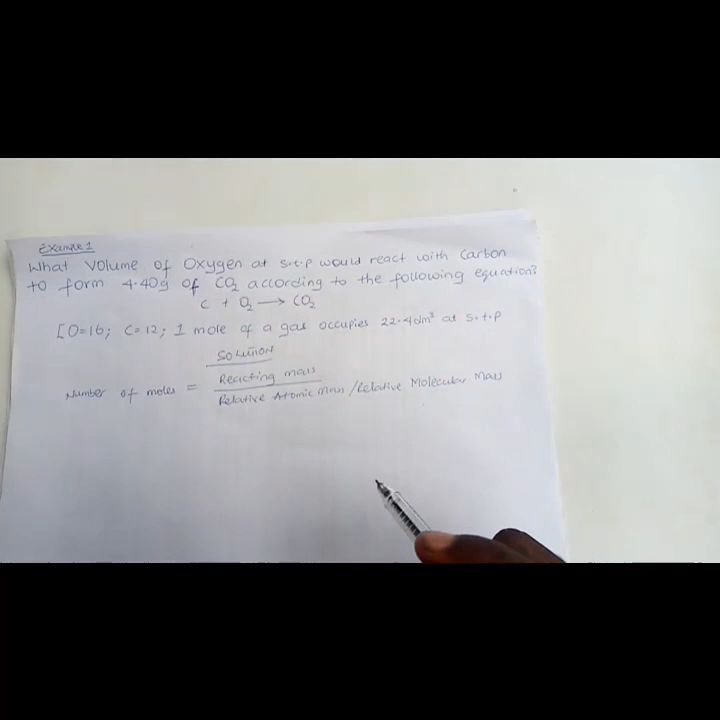 Example 1
What Volume of Oxygen at s.t.p would react with Carbon
to form 4.40g of CO₂ according to the following equation?
C + O₂ → CO₂
[O=16; C=12; 1 mole of a gas occupies 22.4dm³ at s.t.p
SOLUTION
Number of moles = Reacting mass
Relative Atomic Mass /Relative Molecular Mass